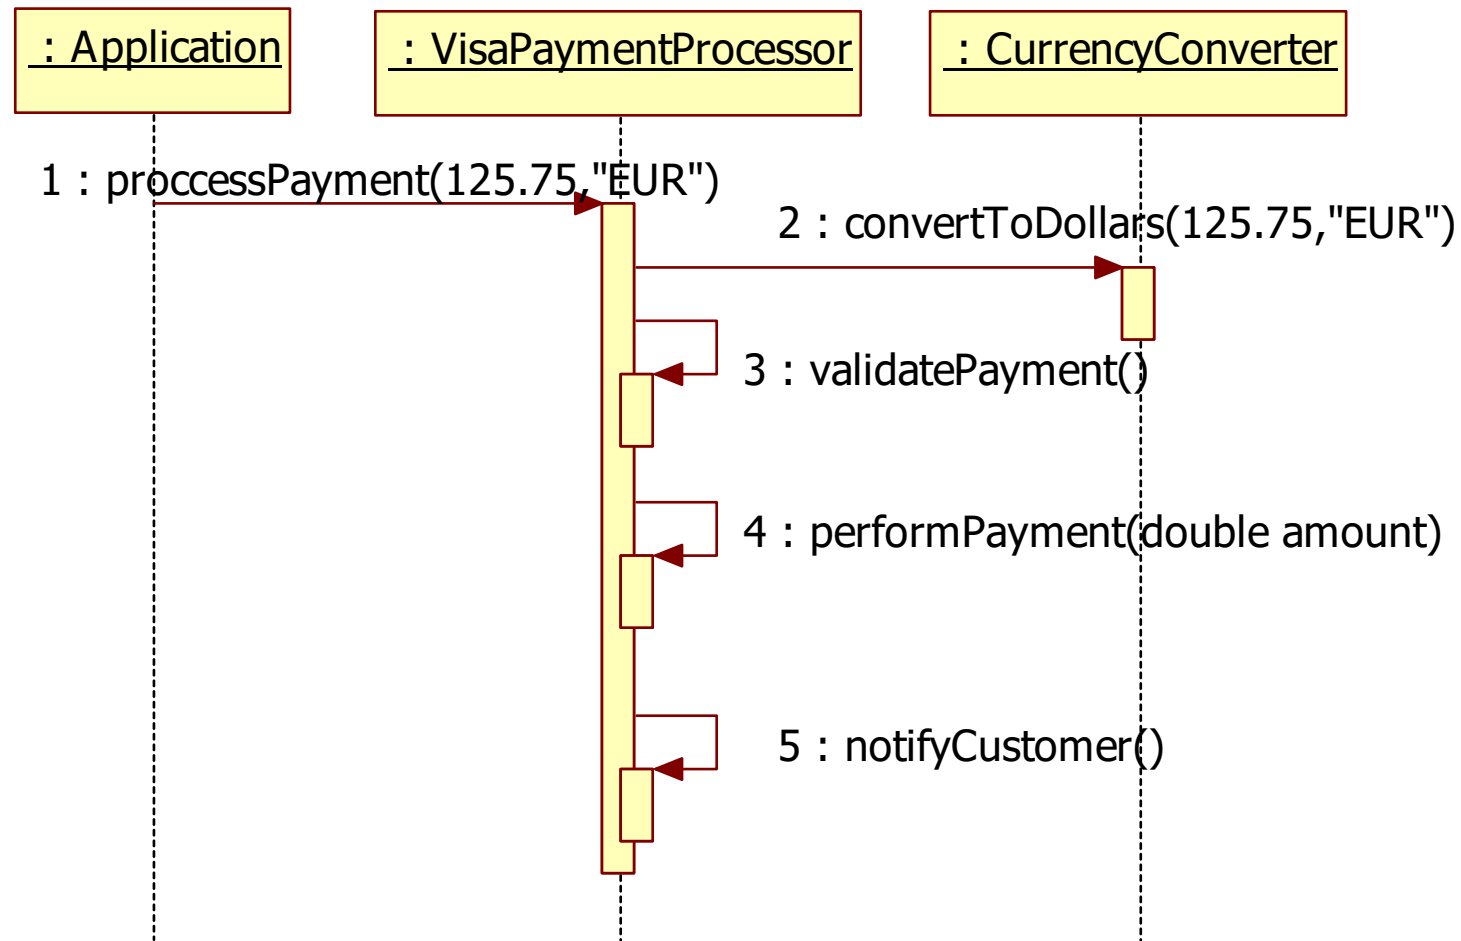 : Application
: VisaPaymentProcessor
: CurrencyConverter
1 : proccessPayment(125.75,"EUR")
2 : convertToDollars(125.75,"EUR")
3 : validatePayment()
4 : performPayment(double amount)
5 : notifyCustomer()